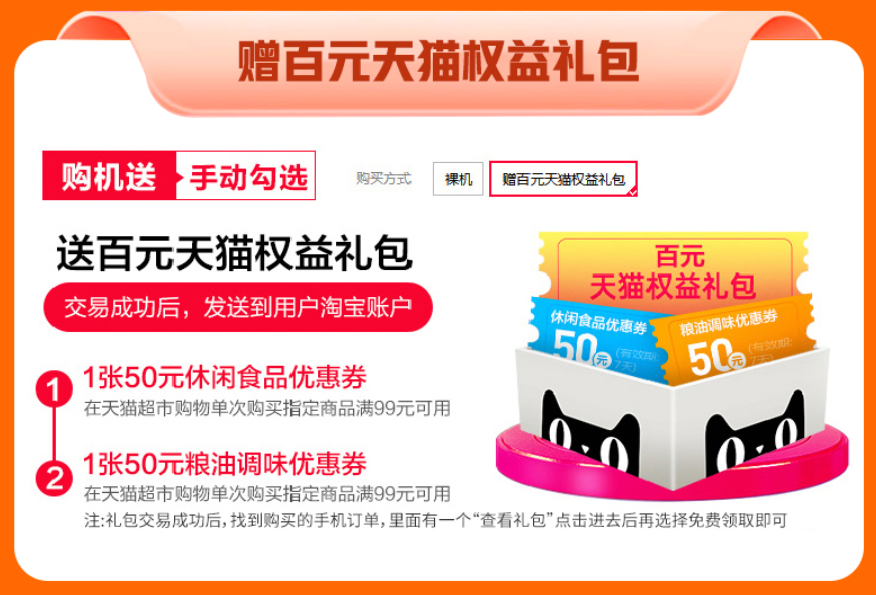 赠百元天猫权益礼包
购机送
手动勾选
购买方式
裸机
赠百元天猫权益礼包
送百元天猫权益礼包
交易成功后，发送到用户淘宝账户
1
1张50元休闲食品优惠券
在天猫超市购物单次购买指定商品满99元可用
2
1张50元粮油调味优惠券
在天猫超市购物单次购买指定商品满99元可用
注:礼包交易成功后,找到购买的手机订单,里面有一个“查看礼包”点击进去后再选择免费领取即可
百元
天猫权益礼包
休闲食品优惠券
50元
(有效期:
7天)
粮油调味优惠券
50元
(有效期:
7天)